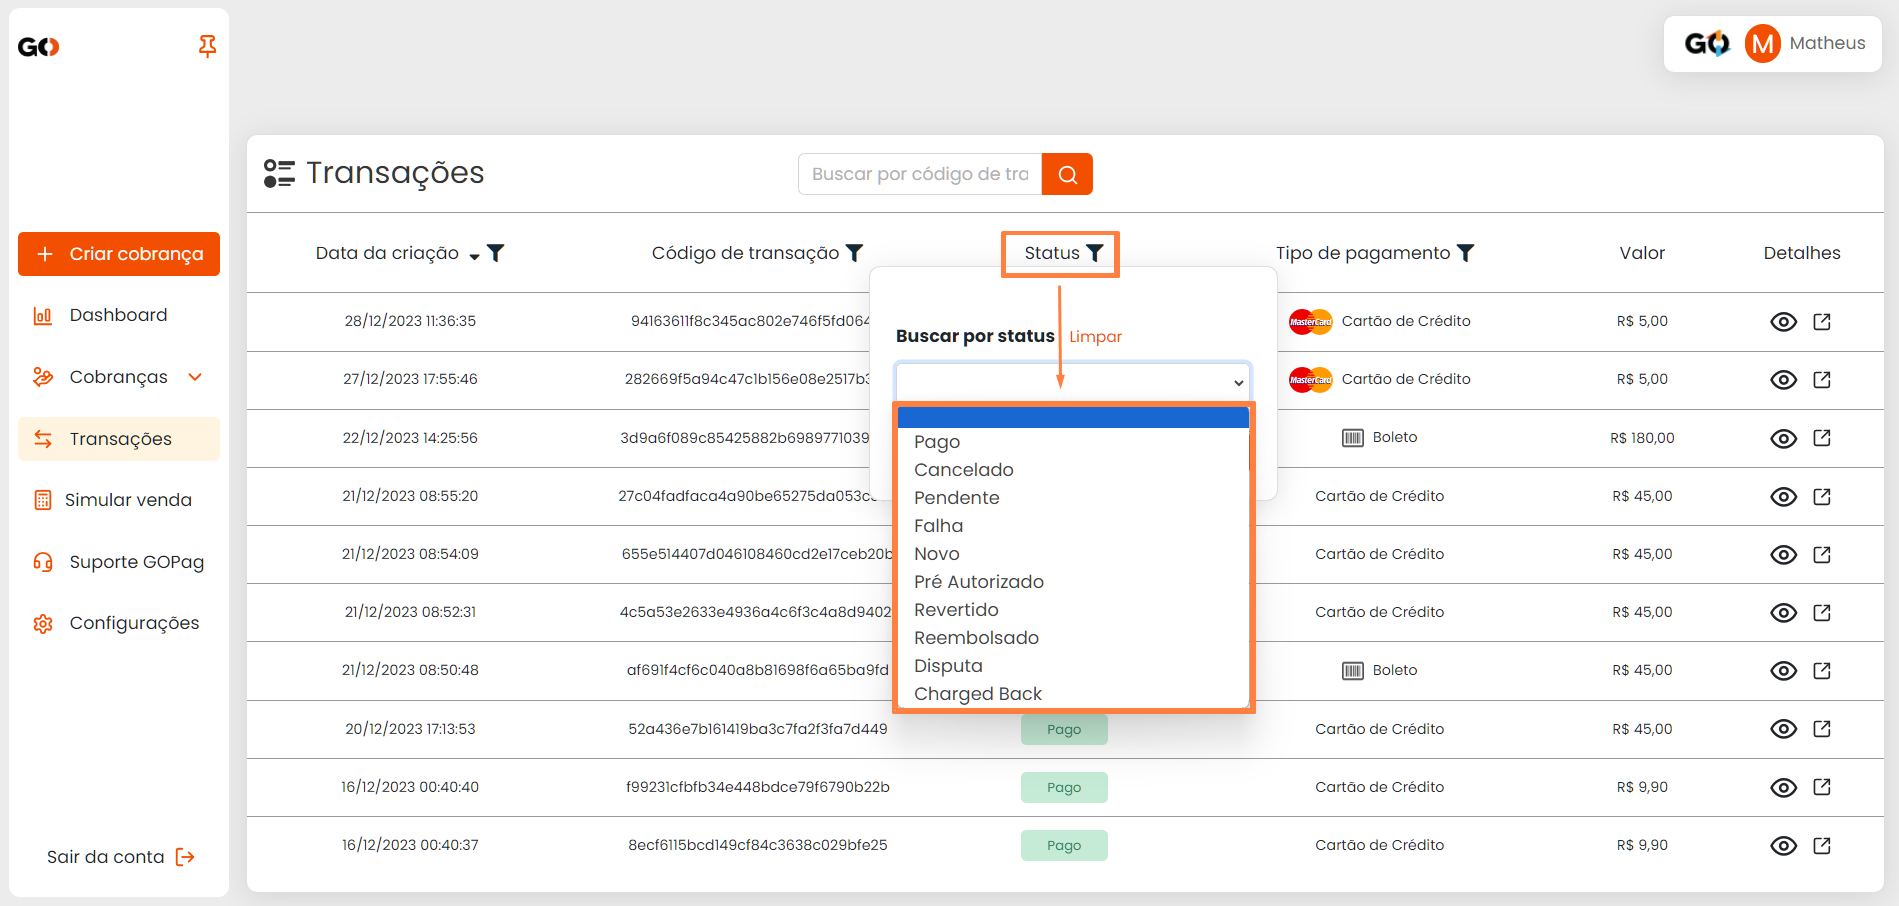 GO
GO M Matheus
Transações
Buscar por código de tra
Criar cobrança
Dashboard
Cobranças
Transações
Simular venda
Suporte GOPag
Configurações
Sair da conta
Data da criação Código de transação Status Tipo de pagamento Valor Detalhes
28/12/2023 11:36:35 94163611f8c345ac802e746f5fd064 MasterCard Cartão de Crédito R$ 5,00
27/12/2023 17:55:46 282669f5a94c47c1b156e08e2517b3 MasterCard Cartão de Crédito R$ 5,00
22/12/2023 14:25:56 3d9a6f089c85425882b6989771039 Boleto R$ 180,00
21/12/2023 08:55:20 27c04fadfaca4a90be65275da053c Cartão de Crédito R$ 45,00
21/12/2023 08:54:09 655e514407d046108460cd2e17ceb20b Cartão de Crédito R$ 45,00
21/12/2023 08:52:31 4c5a53e2633e4936a4c6f3c4a8d9402 Cartão de Crédito R$ 45,00
21/12/2023 08:50:48 af691f4cf6c040a8b81698f6a65ba9fd Boleto R$ 45,00
20/12/2023 17:13:53 52a436e7b161419ba3c7fa2f3fa7d449 Pago Cartão de Crédito R$ 45,00
16/12/2023 00:40:40 f99231cfbfb34e448bdce79f6790b22b Pago Cartão de Crédito R$ 9,90
16/12/2023 00:40:37 8ecf6115bcd149cf84c3638c029bfe25 Pago Cartão de Crédito R$ 9,90
Buscar por status Limpar
Pago
Cancelado
Pendente
Falha
Novo
Pré Autorizado
Revertido
Reembolsado
Disputa
Charged Back